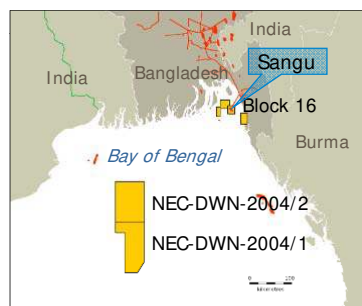 India
India
Bangladesh
Sangu
Block 16
Burma
Bay of Bengal
NEC-DWN-2004/2
NEC-DWN-2004/1